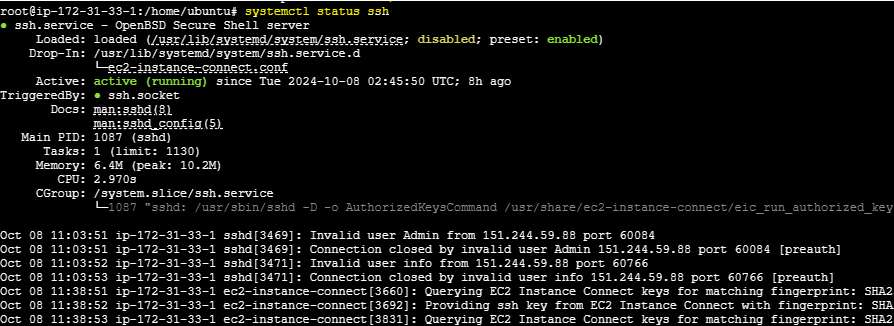 root@ip-172-31-33-1:/home/ubuntu# systemctl status ssh
● ssh.service - OpenBSD Secure Shell server
     Loaded: loaded (/usr/lib/systemd/system/ssh.service; disabled; preset: enabled)
    Drop-In: /usr/lib/systemd/system/ssh.service.d
             └─ec2-instance-connect.conf
     Active: active (running) since Tue 2024-10-08 02:45:50 UTC; 8h ago
TriggeredBy: ● ssh.socket
       Docs: man:sshd(8)
             man:sshd_config(5)
   Main PID: 1087 (sshd)
      Tasks: 1 (limit: 1130)
     Memory: 6.4M (peak: 10.2M)
        CPU: 2.970s
     CGroup: /system.slice/ssh.service
             └─1087 "sshd: /usr/sbin/sshd -D -o AuthorizedKeysCommand /usr/share/ec2-instance-connect/eic_run_authorized_key
Oct 08 11:03:51 ip-172-31-33-1 sshd[3469]: Invalid user Admin from 151.244.59.88 port 60084
Oct 08 11:03:51 ip-172-31-33-1 sshd[3469]: Connection closed by invalid user Admin 151.244.59.88 port 60084 [preauth]
Oct 08 11:03:52 ip-172-31-33-1 sshd[3471]: Invalid user info from 151.244.59.88 port 60766
Oct 08 11:03:53 ip-172-31-33-1 sshd[3471]: Connection closed by invalid user info 151.244.59.88 port 60766 [preauth]
Oct 08 11:38:51 ip-172-31-33-1 ec2-instance-connect[3660]: Querying EC2 Instance Connect keys for matching fingerprint: SHA2
Oct 08 11:38:52 ip-172-31-33-1 ec2-instance-connect[3692]: Providing ssh key from EC2 Instance Connect with fingerprint: SHA
Oct 08 11:38:53 ip-172-31-33-1 ec2-instance-connect[3831]: Querying EC2 Instance Connect keys for matching fingerprint: SHA2